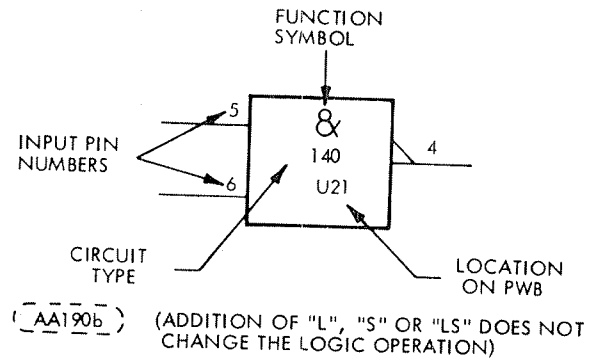 FUNCTION
SYMBOL
5
&
140
4
INPUT PIN
NUMBERS
6
U21
CIRCUIT
TYPE
LOCATION
ON PWB
AA190b
(ADDITION OF "L", "S" OR "LS" DOES NOT
CHANGE THE LOGIC OPERATION)